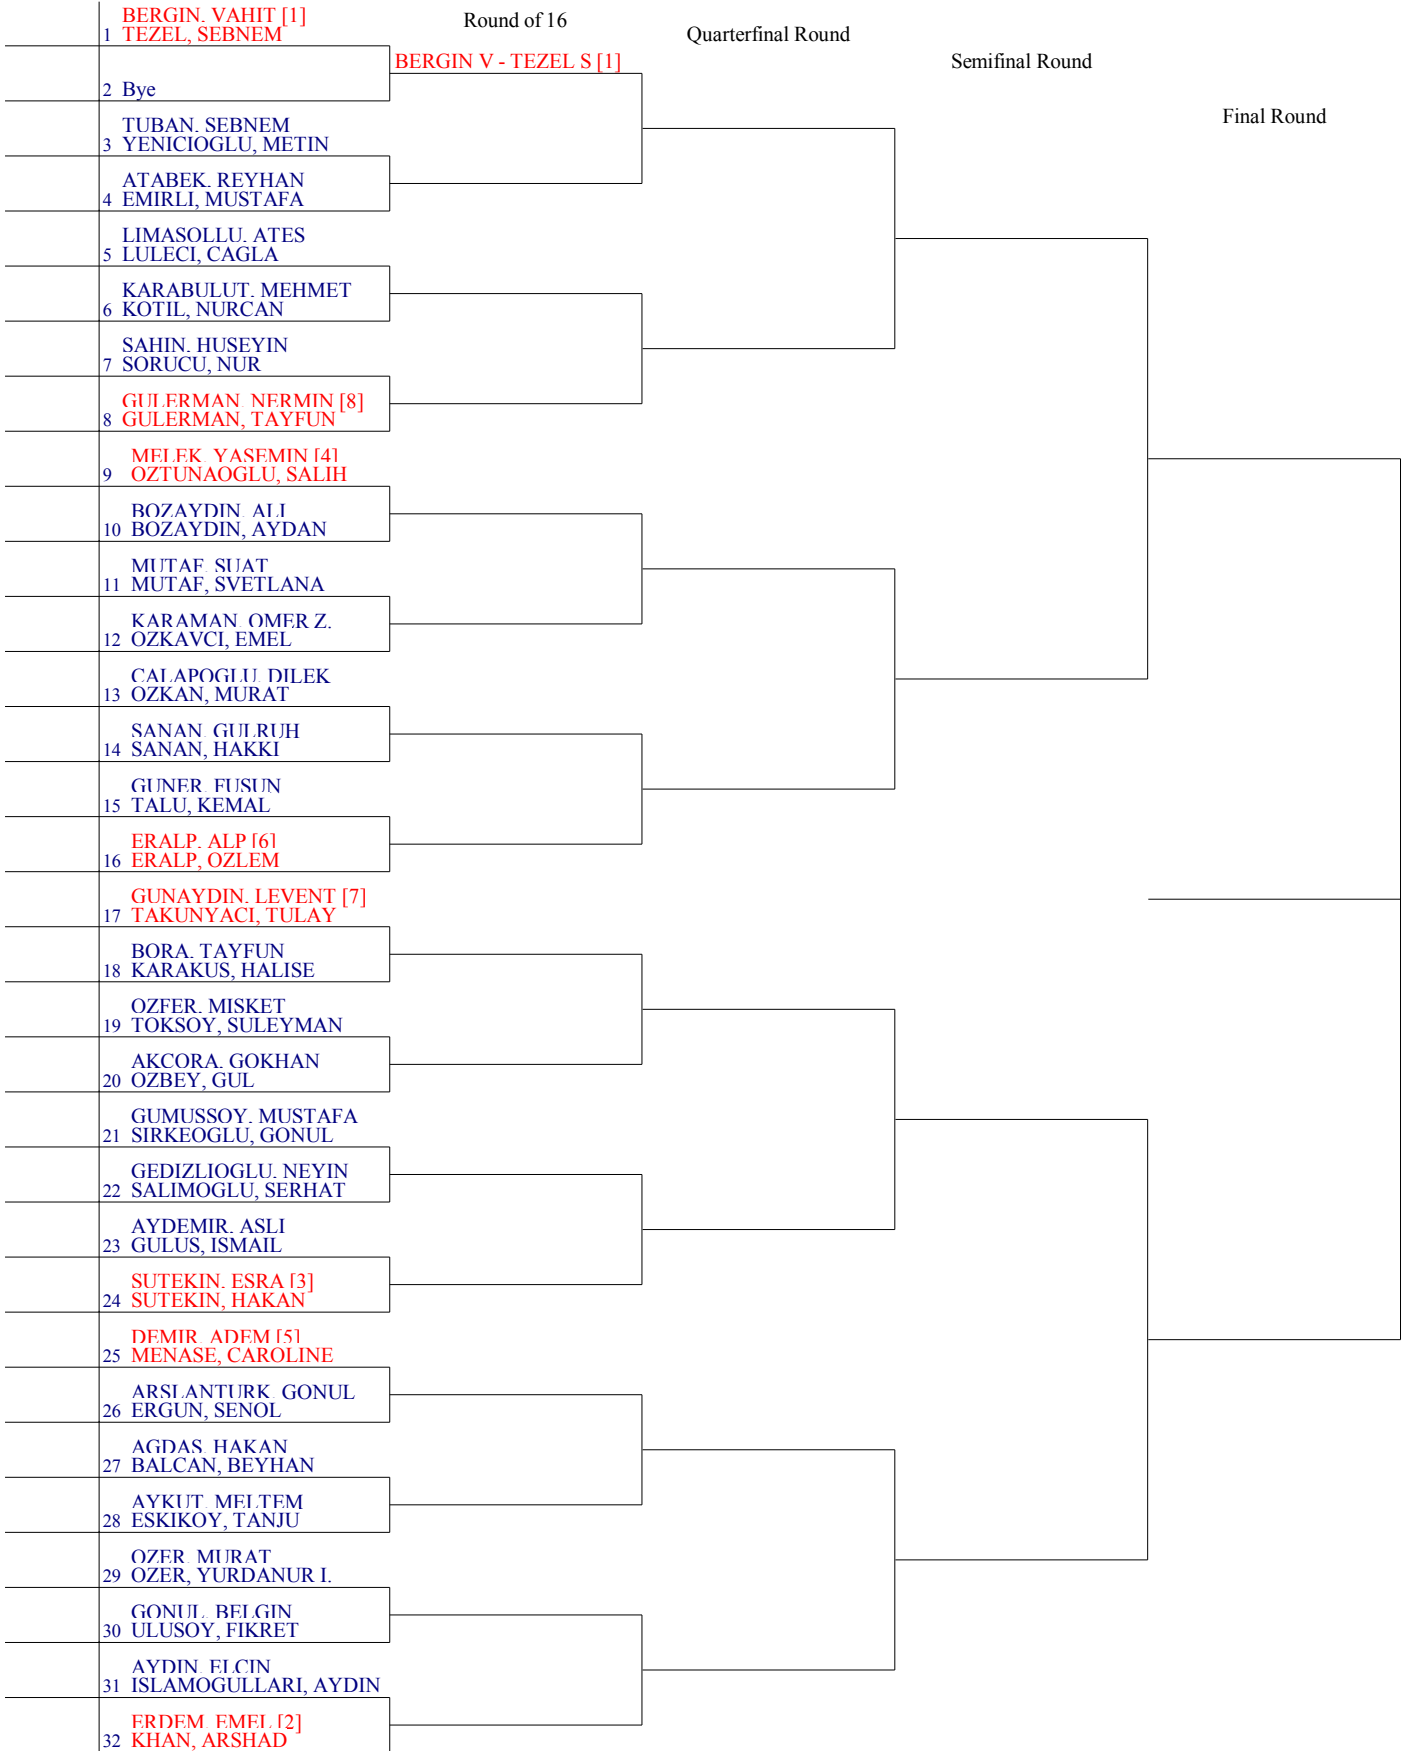 BERGIN, VAHIT [1]
1 TEZEL, SEBNEM
Round of 16
Quarterfinal Round
BERGIN V - TEZEL S [1]
Semifinal Round
2 Bye
Final Round
TUBAN, SEBNEM
3 YENICIOGLU, METIN
ATABEK, REYHAN
4 EMIRLI, MUSTAFA
LIMASOLLU, ATES
5 LULECI, CAGLA
KARABULUT, MEHMET
6 KOTIL, NURCAN
SAHIN, HUSEYIN
7 SORUCU, NUR
GULERMAN, NERMIN [8]
8 GULERMAN, TAYFUN
MELEK, YASEMIN [4]
9 OZTUNAOGLU, SALIH
BOZAYDIN, ALI
10 BOZAYDIN, AYDAN
MUTAF, SUAT
11 MUTAF, SVETLANA
KARAMAN, OMER Z.
12 OZKAVCI, EMEL
CALAPOGLU, DILEK
13 OZKAN, MURAT
SANAN, GULRUH
14 SANAN, HAKKI
GUNER, FUSUN
15 TALU, KEMAL
ERALP, ALP [6]
16 ERALP, OZLEM
GUNAYDIN, LEVENT [7]
17 TAKUNYACI, TULAY
BORA, TAYFUN
18 KARAKUS, HALISE
OZFER, MISKET
19 TOKSOY, SULEYMAN
AKCORA, GOKHAN
20 OZBEY, GUL
GUMUSSOY, MUSTAFA
21 SIRKEOGLU, GONUL
GEDIZLIOGLU, NEYIN
22 SALIMOGLU, SERHAT
AYDEMIR, ASLI
23 GULUS, ISMAIL
SUTEKIN, ESRA [3]
24 SUTEKIN, HAKAN
DEMIR, ADEM [5]
25 MENASE, CAROLINE
ARSLANTURK, GONUL
26 ERGUN, SENOL
AGDAS, HAKAN
27 BALCAN, BEYHAN
AYKUT, MELTEM
28 ESKIKOY, TANJU
OZER, MURAT
29 OZER, YURDANUR I.
GONUL, BELGIN
30 ULUSOY, FIKRET
AYDIN, ELCIN
31 ISLAMOGULLARI, AYDIN
ERDEM, EMEL [2]
32 KHAN, ARSHAD